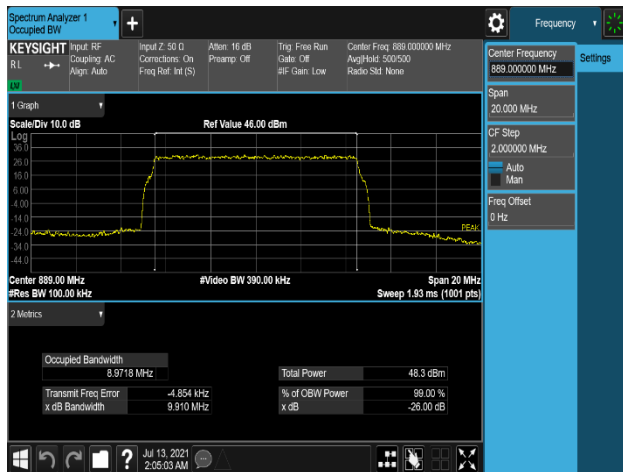 Spectrum Analyzer 1
Occupied BW
+
Frequency
KEYSIGHT
RL
LXI
Input: RF
Coupling: AC
Align: Auto
Input Z: 50 Ω
Corrections: On
Freq Ref: Int (S)
Atten: 16 dB
Preamp: Off
Trig: Free Run
Gate: Off
#IF Gain: Low
Center Freq: 889.000000 MHz
Avg|Hold: 500/500
Radio Std: None
Center Frequency
889.000000 MHz
Settings
Span
20.000 MHz
CF Step
2.000000 MHz
Auto
Man
Freq Offset
0 Hz
1 Graph
Scale/Div 10.0 dB
Ref Value 46.00 dBm
Log
36.0
26.0
16.0
6.00
-4.00
-14.0
-24.0
-34.0
-44.0
PEAK
Center 889.00 MHz
#Video BW 390.00 kHz
Span 20 MHz
#Res BW 100.00 kHz
Sweep 1.93 ms (1001 pts)
2 Metrics
Occupied Bandwidth
8.9718 MHz
Total Power
48.3 dBm
Transmit Freq Error
-4.854 kHz
% of OBW Power
99.00 %
x dB Bandwidth
9.910 MHz
x dB
-26.00 dB
?
Jul 13, 2021
2:05:03 AM